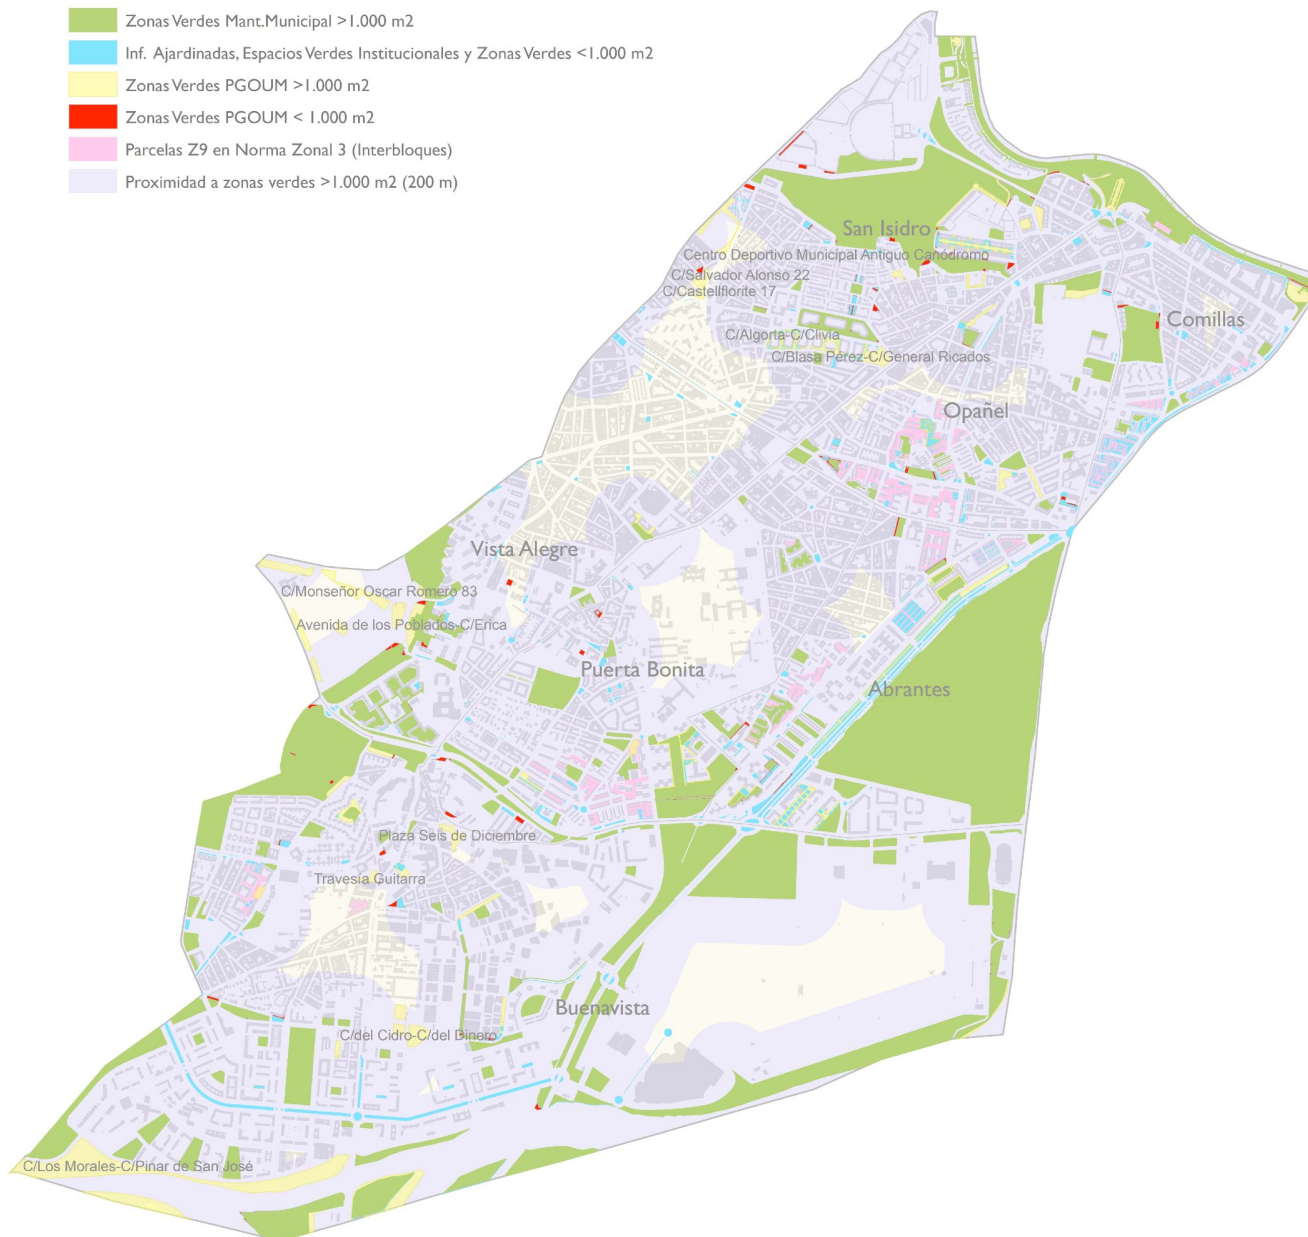 Zonas Verdes Mant.Municipal >1.000 m2
Inf. Ajardinadas, Espacios Verdes Institucionales y Zonas Verdes <1.000 m2
Zonas Verdes PGOUM >1.000 m2
Zonas Verdes PGOUM < 1.000 m2
Parcelas Z9 en Norma Zonal 3 (Interbloques)
Proximidad a zonas verdes >1.000 m2 (200 m)
San Isidro
Centro Deportivo Municipal Antiguo Canódromo
C/Salvador Alonso 22
C/Castellflorite 17
Comillas
C/Algorta-C/Clivia
C/Blasa Pérez-C/General Ricados
Opañel
Vista Alegre
C/Monseñor Oscar Romero 83
Avenida de los Poblados-C/Erica
Puerta Bonita
Abrantes
Plaza Seis de Diciembre
Travesía Guitarra
Buenavista
C/del Cidro-C/del Dinero
C/Los Morales-C/Pinar de San José